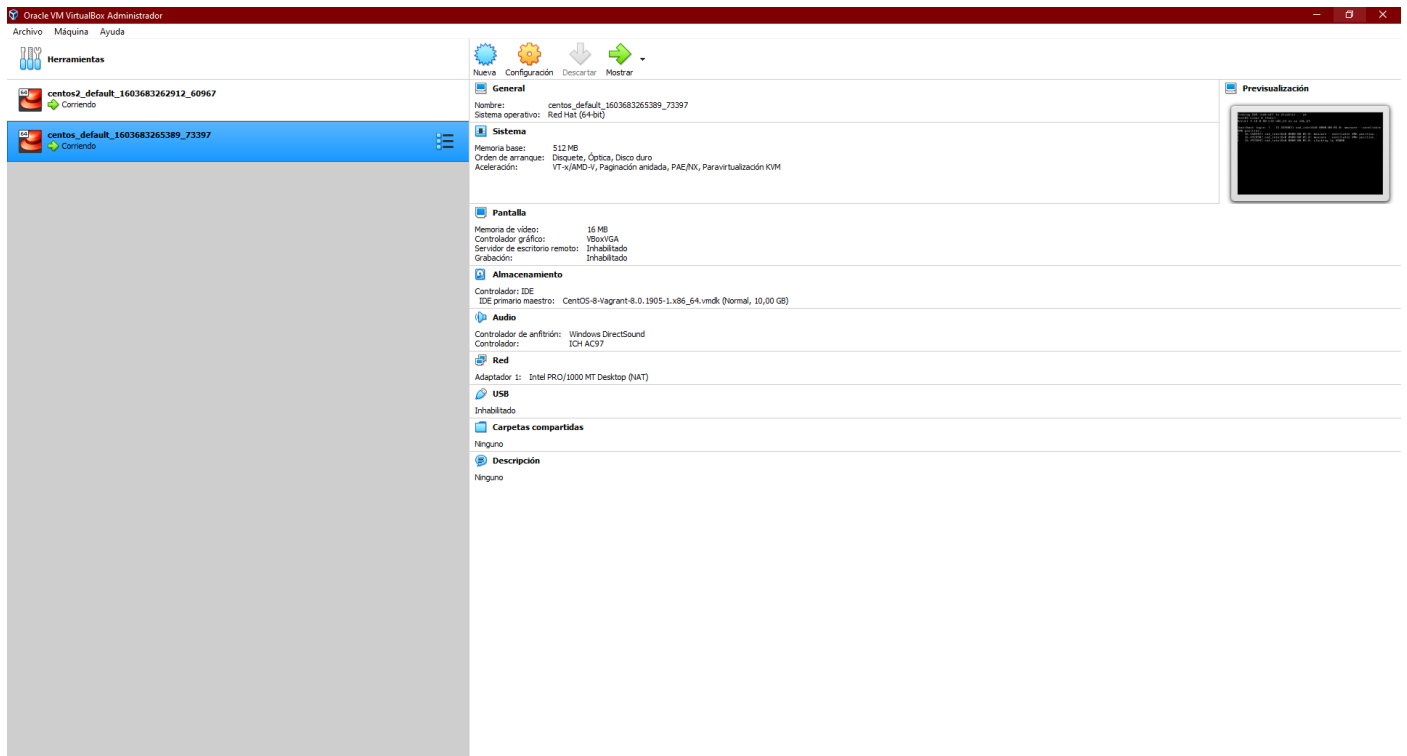 Oracle VM VirtualBox Administrador
Archivo Máquina Ayuda
Herramientas
Nueva Configuración Descartar Mostrar
centos2_default_1603683262912_60967
Corriendo
centos_default_1603683265389_73397
Corriendo
General
Nombre: centos_default_1603683265389_73397
Sistema operativo: Red Hat (64-bit)
Sistema
Memoria base: 512 MB
Orden de arranque: Disquete, Óptica, Disco duro
Aceleración: VT-x/AMD-V, Paginación anidada, PAE/NX, Paravirtualización KVM
Pantalla
Memoria de vídeo: 16 MB
Controlador gráfico: VBoxVGA
Servidor de escritorio remoto: Inhabilitado
Grabación: Inhabilitado
Almacenamiento
Controlador: IDE
IDE primario maestro: CentOS-8-Vagrant-8.0.1905-1.x86_64.vmdk (Normal, 10,00 GB)
Audio
Controlador de anfitrión: Windows DirectSound
Controlador: ICH AC97
Red
Adaptador 1: Intel PRO/1000 MT Desktop (NAT)
USB
Inhabilitado
Carpetas compartidas
Ninguno
Descripción
Ninguno
Previsualización